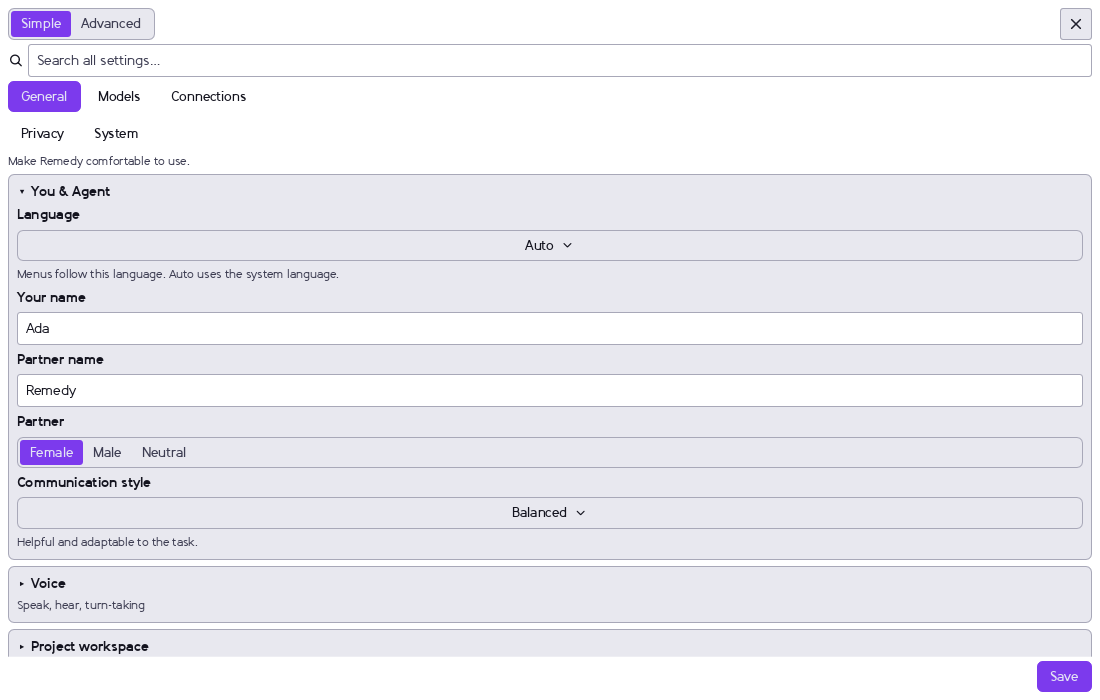 Simple Advanced
Search all settings...
General Models Connections
Privacy System
Make Remedy comfortable to use.
You & Agent
Language
Auto
Menus follow this language. Auto uses the system language.
Your name
Ada
Partner name
Remedy
Partner
Female Male Neutral
Communication style
Balanced
Helpful and adaptable to the task.
Voice
Speak, hear, turn-taking
Project workspace
Save